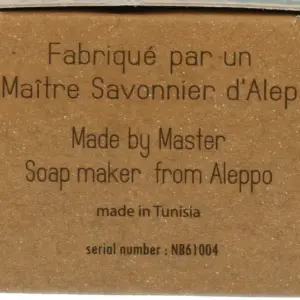 Fabriqué par un
Maître Savonnier d'Alep
Made by Master
Soap maker from Aleppo
made in Tunisia
serial number : NB61004